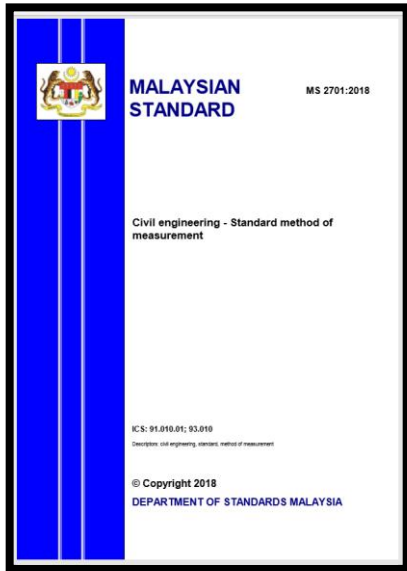 MALAYSIAN
STANDARD
MS 2701:2018
Civil engineering - Standard method of
measurement
ICS: 91.010.01; 93.010
Descriptors: civil engineering, standard, method of measurement
© Copyright 2018
DEPARTMENT OF STANDARDS MALAYSIA